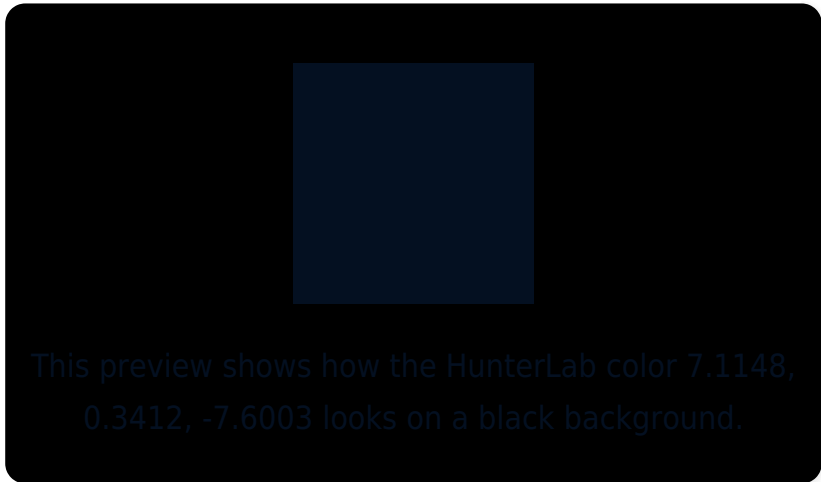 This preview shows how the HunterLab color 7.1148,
0.3412, -7.6003 looks on a black background.